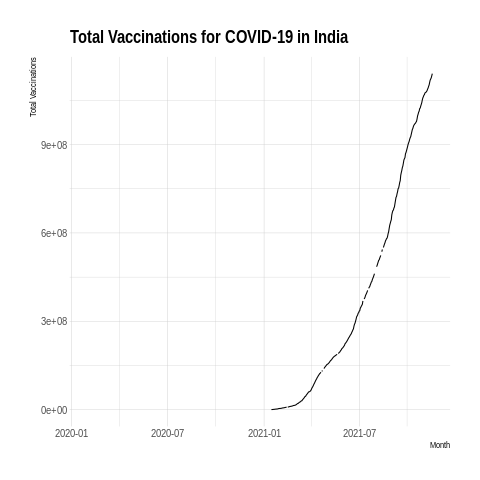 Total Vaccinations for COVID-19 in India
Total Vaccinations
9e+08
6e+08
3e+08
0e+00
2020-01 2020-07 2021-01 2021-07
Month